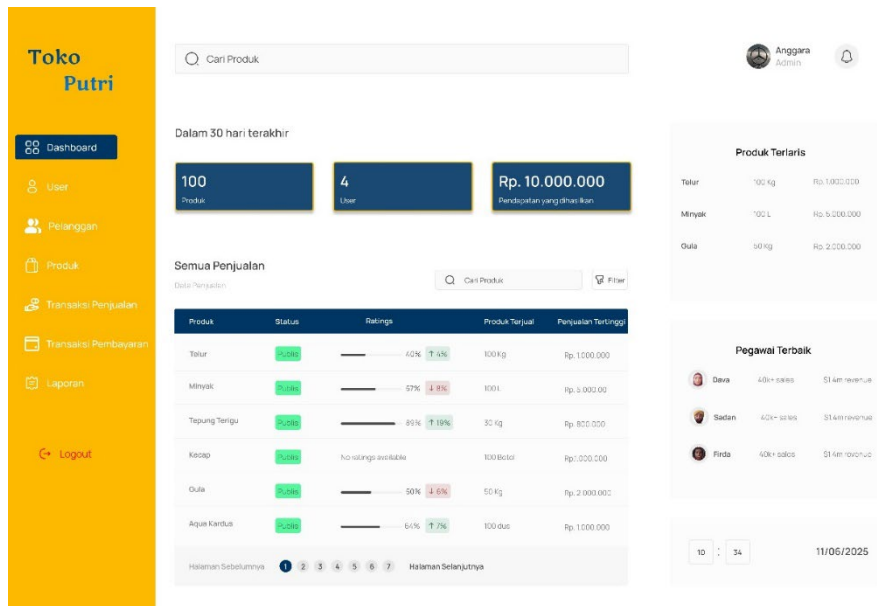 Toko
Putri
Cari Produk
Anggara
Admin
Dashboard
User
Pelanggan
Produk
Transaksi Penjualan
Transaksi Pembayaran
Laporan
Logout
Dalam 30 hari terakhir
100
Produk
4
User
Rp. 10.000.000
Pendapatan yang dihasilkan
Semua Penjualan
Data Penjualan
Cari Produk
Filter
Produk Status Ratings Produk Terjual Penjualan Tertinggi
Telur Publis 40% ↑ 4% 100 Kg Rp. 1.000.000
Minyak Publis 57% ↓ 8% 100 L Rp. 5.000.00
Tepung Terigu Publis 89% ↑ 19% 30 Kg Rp. 800.000
Kecap Publis No ratings available 100 Botol Rp.1.000.000
Gula Publis 50% ↓ 6% 50 Kg Rp. 2.000.000
Aqua Kardus Publis 64% ↑ 7% 100 dus Rp. 1.000.000
Halaman Sebelumnya 1 2 3 4 5 6 7 Halaman Selanjutnya
Produk Terlaris
Telur 100 Kg Rp. 1.000.000
Minyak 100 L Rp. 5.000.000
Gula 50 Kg Rp. 2.000.000
Pegawai Terbaik
Dava 40k+ sales $1.4m revenue
Sadan 40k+ sales $1.4m revenue
Firda 40k+ sales $1.4m revenue
10 : 34 11/06/2025